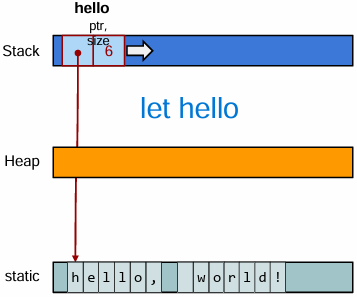 hello
ptr,
size
Stack
6
let hello
Heap
static
hello, world!